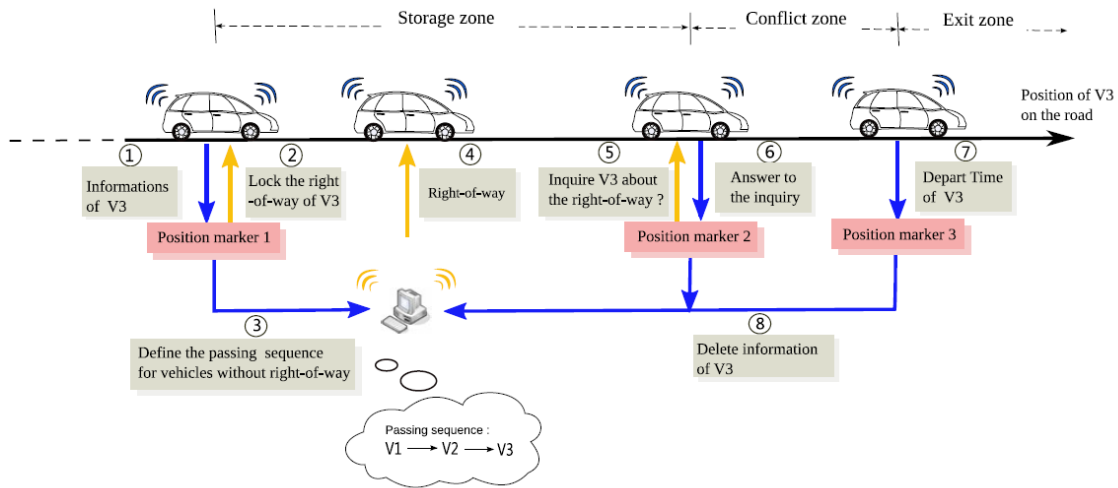 Storage zone
Conflict zone
Exit zone
Position of V3
on the road
①
②
④
⑤
⑥
⑦
Informations
of V3
Lock the right
-of-way of V3
Right-of-way
Inquire V3 about
the right-of-way ?
Answer to
the inquiry
Depart Time
of V3
Position marker 1
Position marker 2
Position marker 3
③
Define the passing sequence
for vehicles without right-of-way
⑧
Delete information
of V3
Passing sequence :
V1 V2 V3